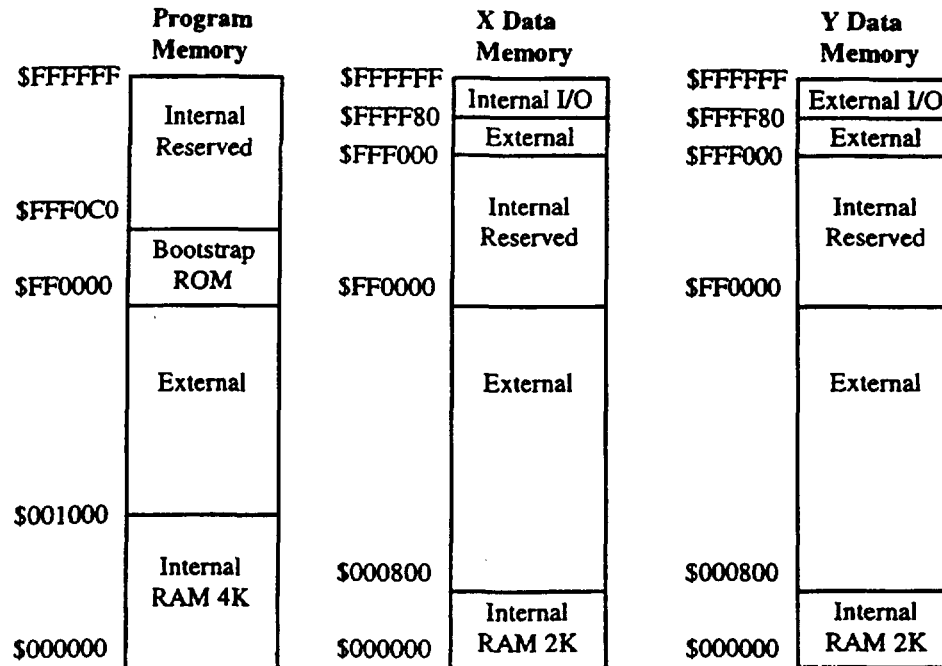 Program
Memory
$FFFFFF
Internal
Reserved
$FFF0C0
Bootstrap
ROM
$FF0000
External
$001000
Internal
RAM 4K
$000000
X Data
Memory
$FFFFFF
Internal I/O
$FFFF80
External
$FFF000
Internal
Reserved
$FF0000
External
$000800
Internal
RAM 2K
$000000
Y Data
Memory
$FFFFFF
External I/O
$FFFF80
External
$FFF000
Internal
Reserved
$FF0000
External
$000800
Internal
RAM 2K
$000000